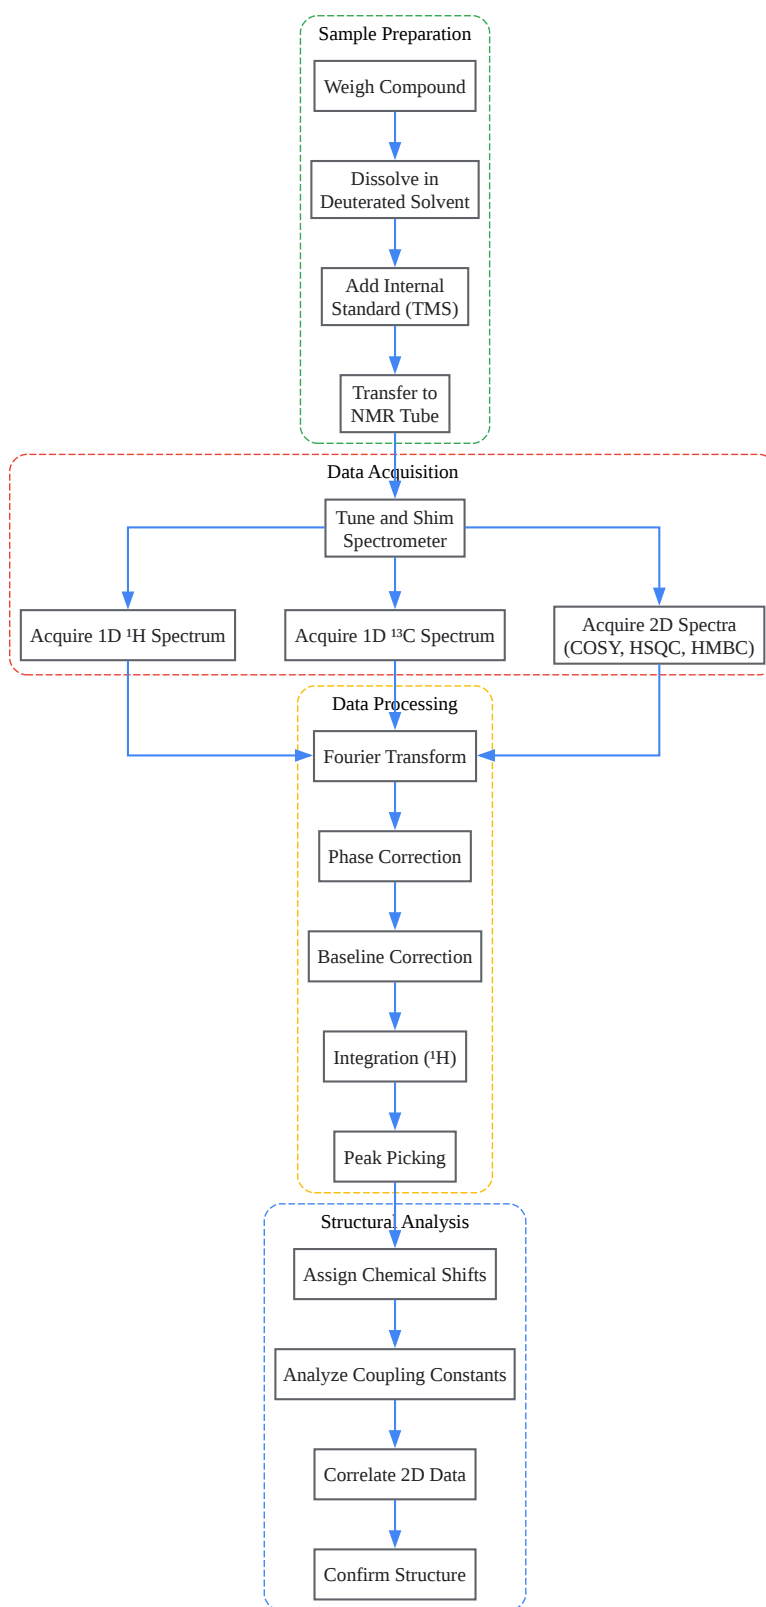 Sample Preparation
Weigh Compound
Dissolve in
Deuterated Solvent
Add Internal
Standard (TMS)
Transfer to
NMR Tube
Data Acquisition
Tune and Shim
Spectrometer
Acquire 1D ¹H Spectrum
Acquire 1D ¹³C Spectrum
Acquire 2D Spectra
(COSY, HSQC, HMBC)
Data Processing
Fourier Transform
Phase Correction
Baseline Correction
Integration (¹H)
Peak Picking
Structural Analysis
Assign Chemical Shifts
Analyze Coupling Constants
Correlate 2D Data
Confirm Structure